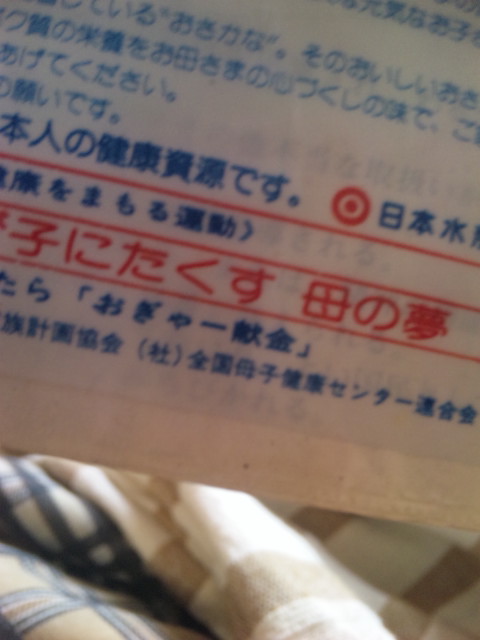 している"おさかな"。そのおいしいおさ
ク質の栄養をお母さまの心づくしの味で、ご
あげてください。
の願いです。
本人の健康資源です。
日本水
健康をまもる運動〉
子にたくす 母の夢
たら「おぎゃー献金」
族計画協会 (社)全国母子健康センター連合会